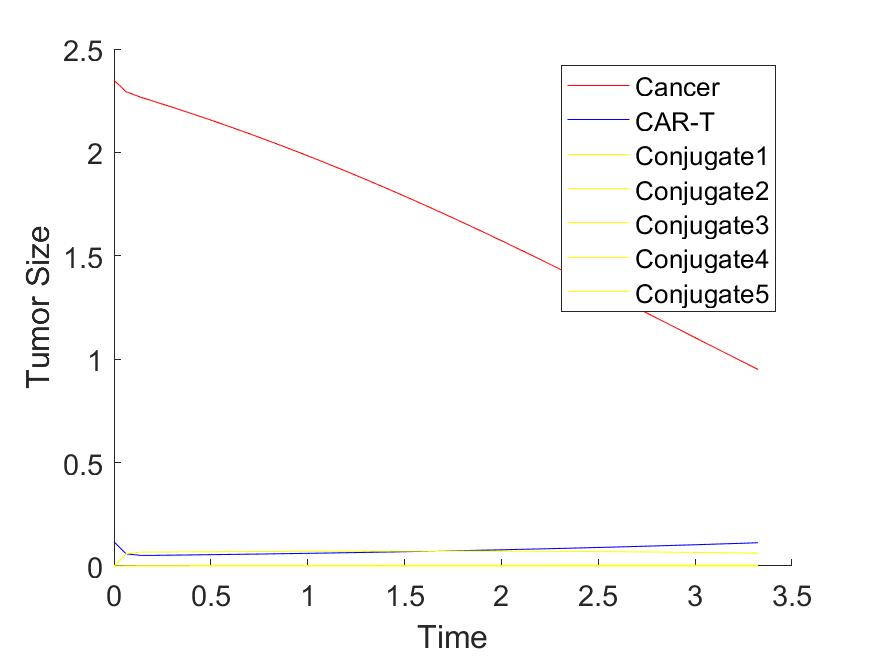 2.5
2
1.5
1
0.5
0
Tumor Size
Cancer
CAR-T
Conjugate1
Conjugate2
Conjugate3
Conjugate4
Conjugate5
0 0.5 1 1.5 2 2.5 3 3.5
Time